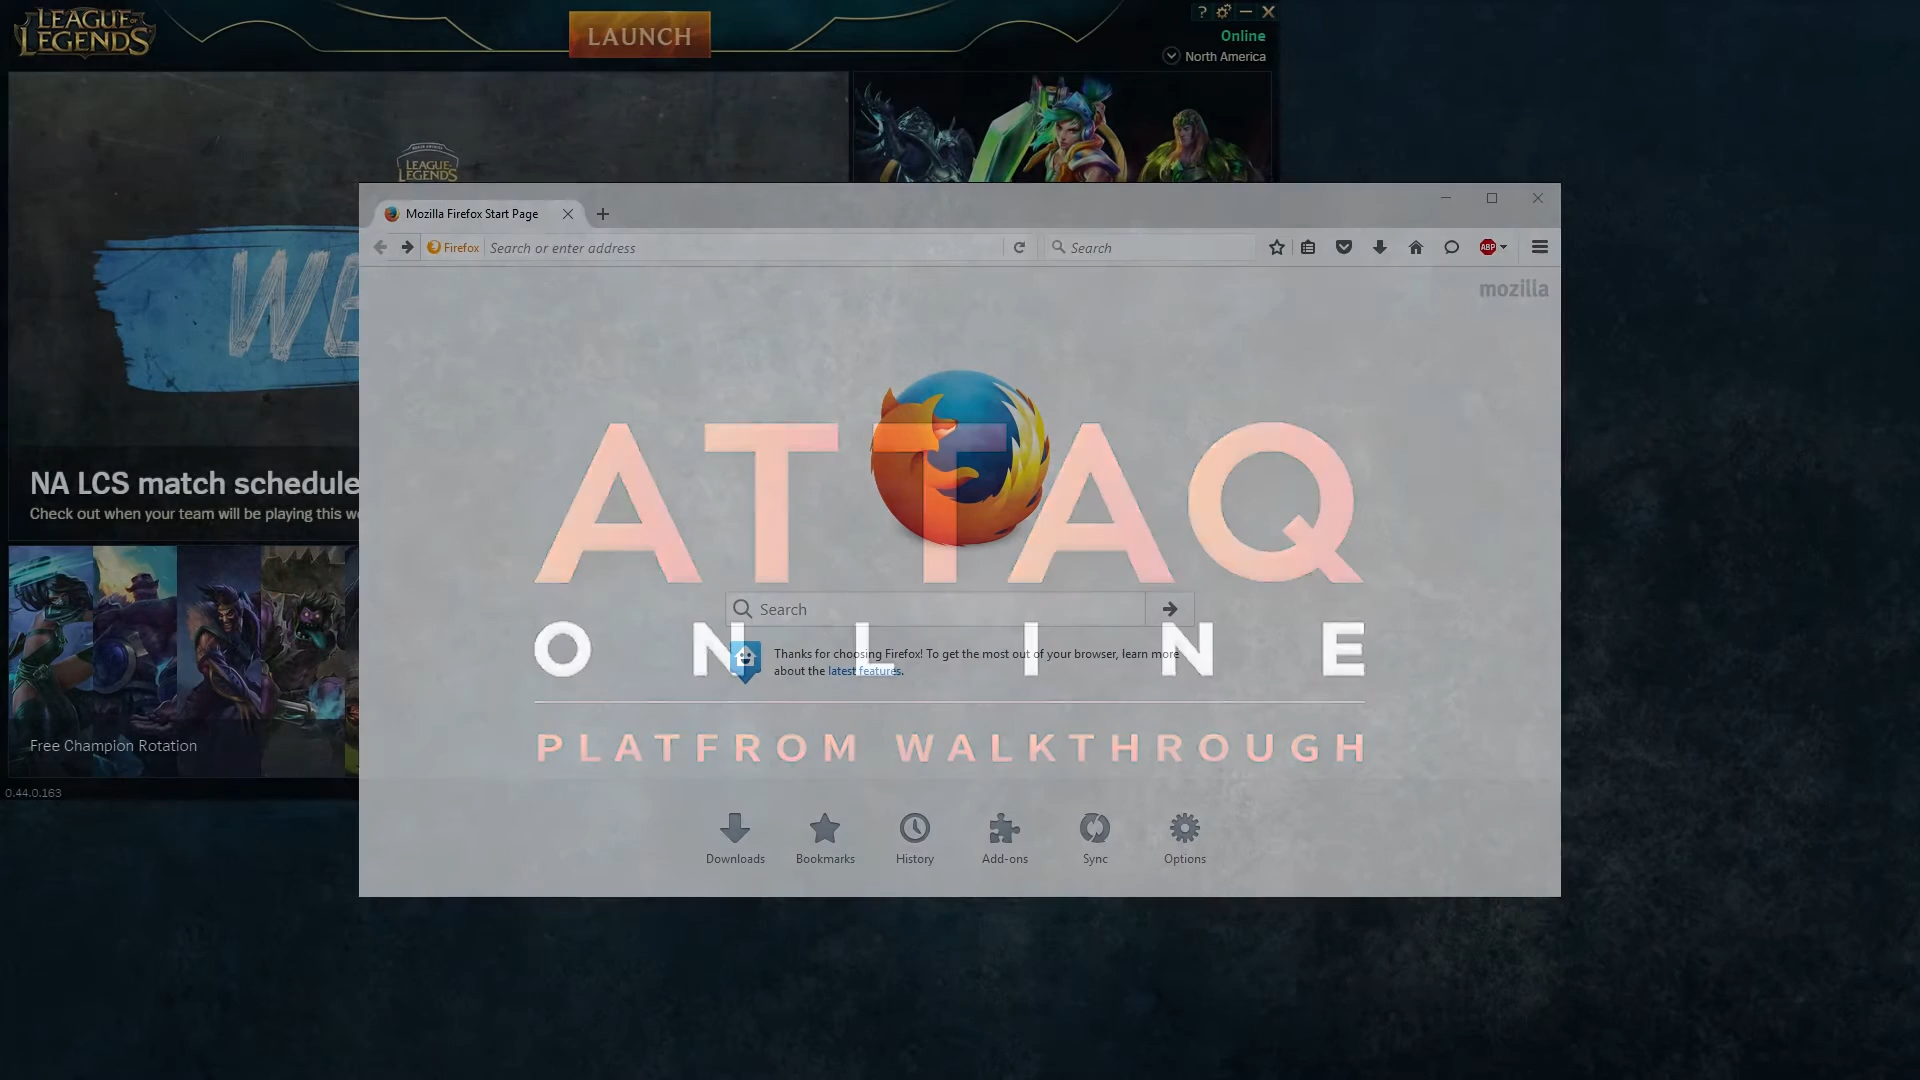 LEAGUE OF
LEGENDS
LAUNCH
?
Online
North America
LEAGUE OF
LEGENDS
WE
NA LCS match schedule
Check out when your team will be playing this we
Free Champion Rotation
0.44.0.163
Mozilla Firefox Start Page
Firefox
Search or enter address
Search
ABP
mozilla
ATTAQ
Search
ONLINE
Thanks for choosing Firefox! To get the most out of your browser, learn more
about the latest features.
PLATFROM WALKTHROUGH
Downloads
Bookmarks
History
Add-ons
Sync
Options